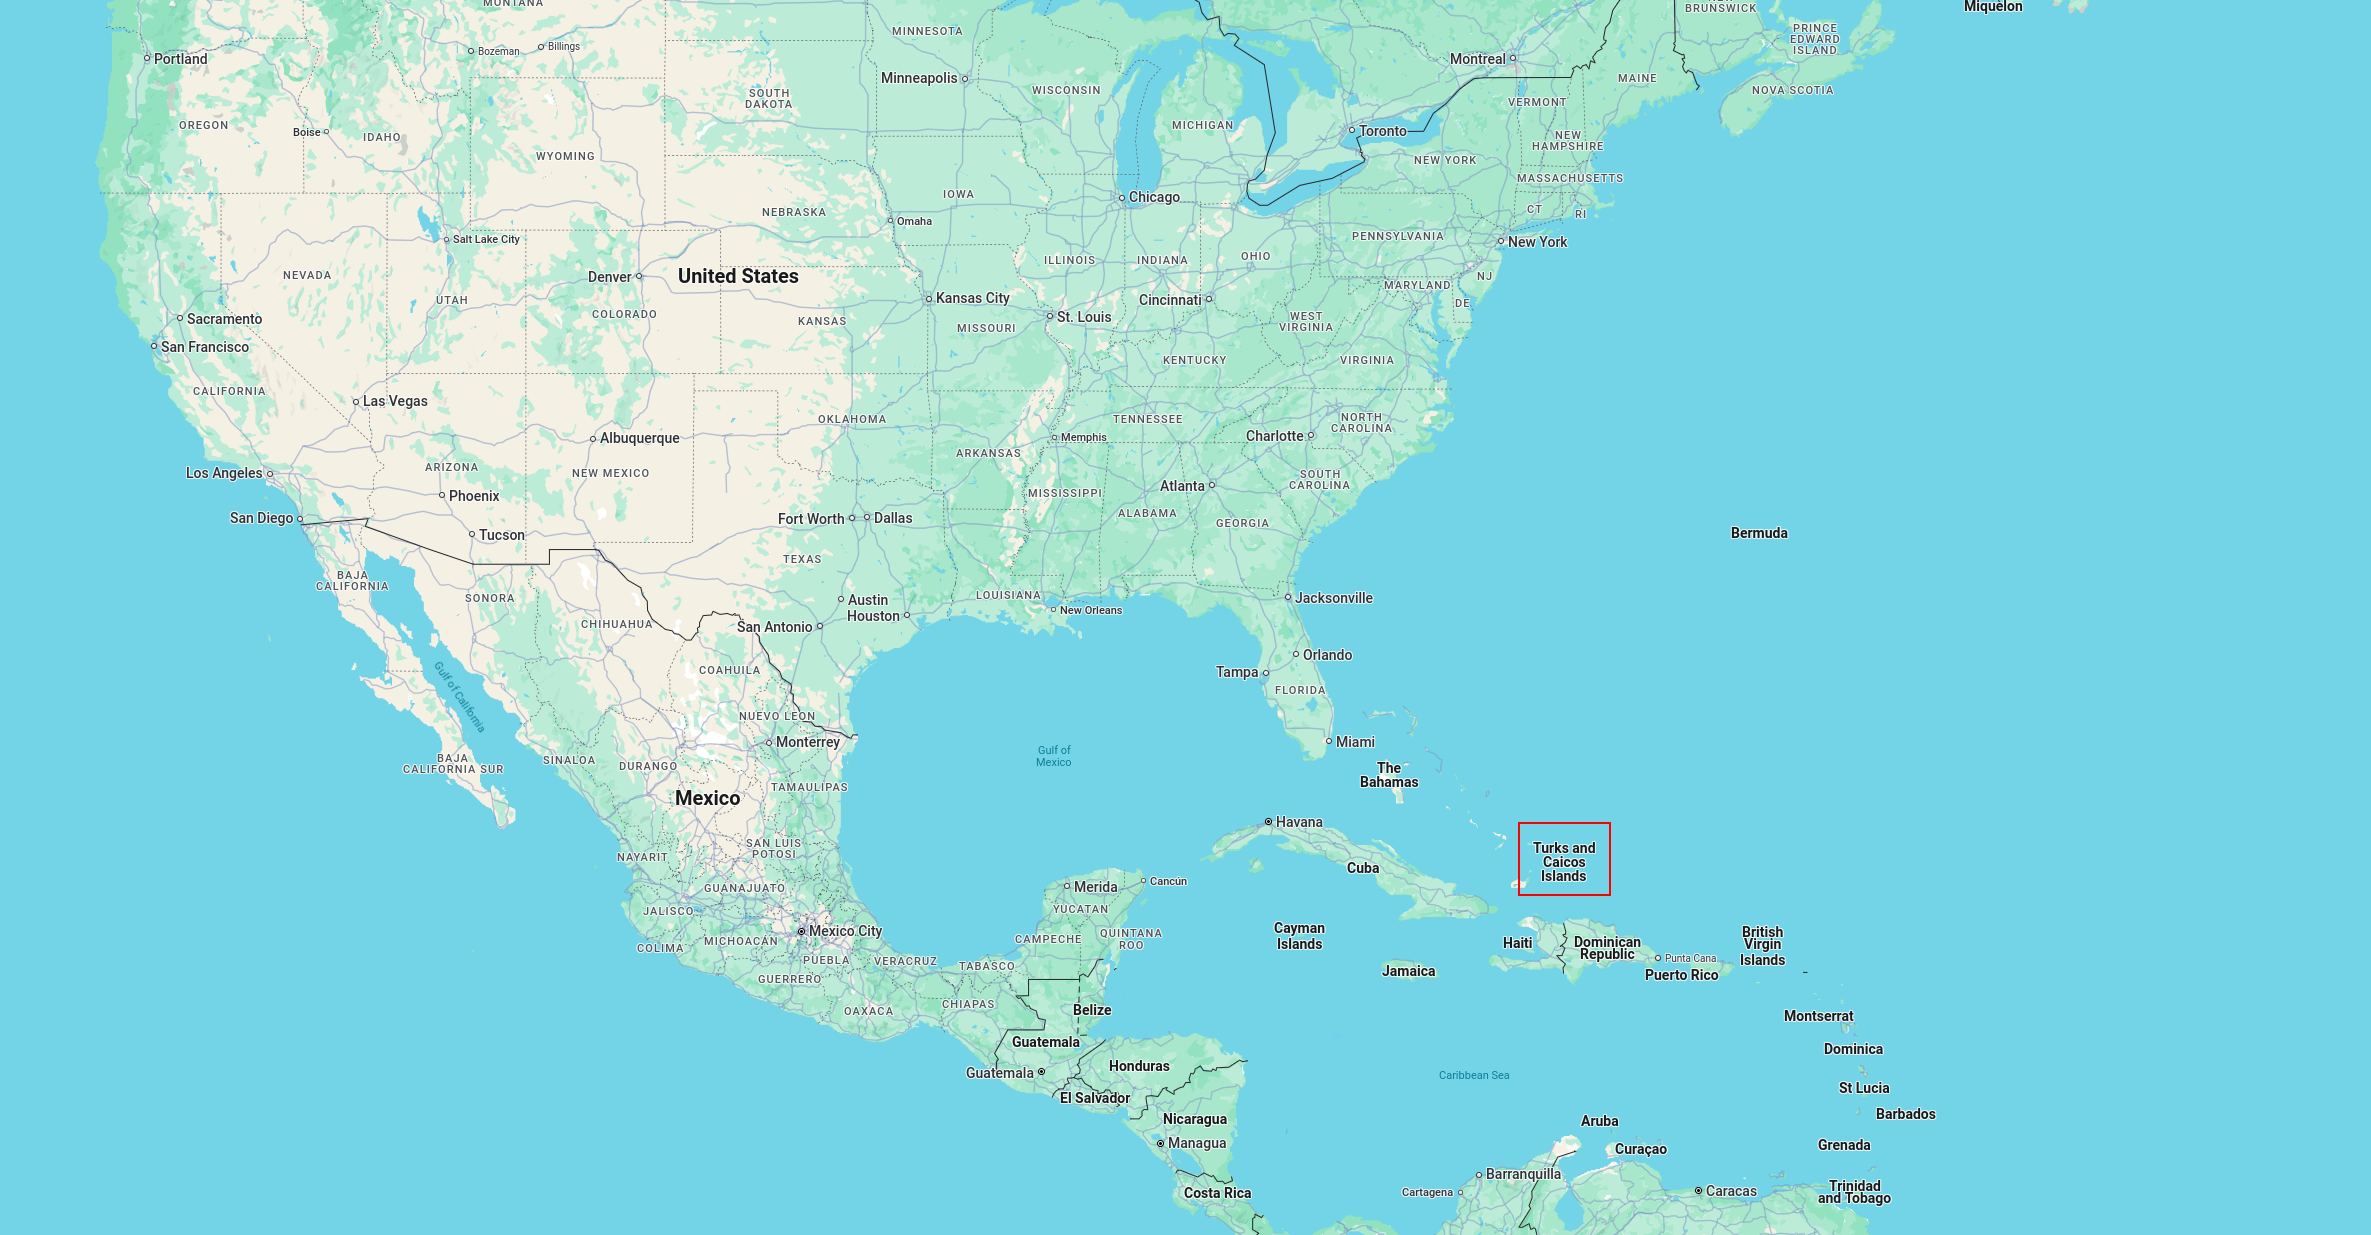 MONTANA
MINNESOTA
BRUNSWICK
Miquelon
PRINCE
EDWARD
ISLAND
Portland
Bozeman
Billings
Montreal
Minneapolis
WISCONSIN
MAINE
NOVA SCOTIA
SOUTH
DAKOTA
VERMONT
OREGON
Boise
IDAHO
MICHIGAN
Toronto
NEW
HAMPSHIRE
WYOMING
NEW YORK
MASSACHUSETTS
IOWA
Chicago
NEBRASKA
Omaha
CT
RI
Salt Lake City
PENNSYLVANIA
New York
NEVADA
Denver
United States
ILLINOIS
INDIANA
OHIO
NJ
UTAH
Kansas City
Cincinnati
MARYLAND
DE
COLORADO
Sacramento
KANSAS
MISSOURI
St. Louis
WEST
VIRGINIA
San Francisco
KENTUCKY
VIRGINIA
CALIFORNIA
Las Vegas
OKLAHOMA
TENNESSEE
NORTH
CAROLINA
Albuquerque
Memphis
Charlotte
ARKANSAS
Los Angeles
ARIZONA
NEW MEXICO
SOUTH
CAROLINA
Phoenix
MISSISSIPPI
Atlanta
San Diego
Fort Worth
Dallas
ALABAMA
GEORGIA
Tucson
Bermuda
TEXAS
BAJA
CALIFORNIA
SONORA
Austin
Houston
LOUISIANA
New Orleans
Jacksonville
CHIHUAHUA
San Antonio
Orlando
COAHUILA
Tampa
FLORIDA
Gulf of California
NUEVO LEON
Monterrey
Miami
Gulf of
Mexico
BAJA
CALIFORNIA SUR
SINALOA
DURANGO
The
Bahamas
Mexico
TAMAULIPAS
Havana
SAN LUIS
POTOSI
NAYARIT
Cuba
Turks and
Caicos
Islands
GUANAJUATO
Merida
Cancún
JALISCO
YUCATAN
Mexico City
COLIMA
MICHOACÁN
CAMPECHE
QUINTANA
ROO
Cayman
Islands
Haiti
Dominican
Republic
British
Virgin
Islands
PUEBLA
VERACRUZ
TABASCO
Punta Cana
GUERRERO
Jamaica
Puerto Rico
OAXACA
CHIAPAS
Belize
Montserrat
Guatemala
Dominica
Guatemala
Honduras
Caribbean Sea
El Salvador
St Lucia
Nicaragua
Aruba
Barbados
Managua
Curaçao
Grenada
Barranquilla
Costa Rica
Cartagena
Caracas
Trinidad
and Tobago